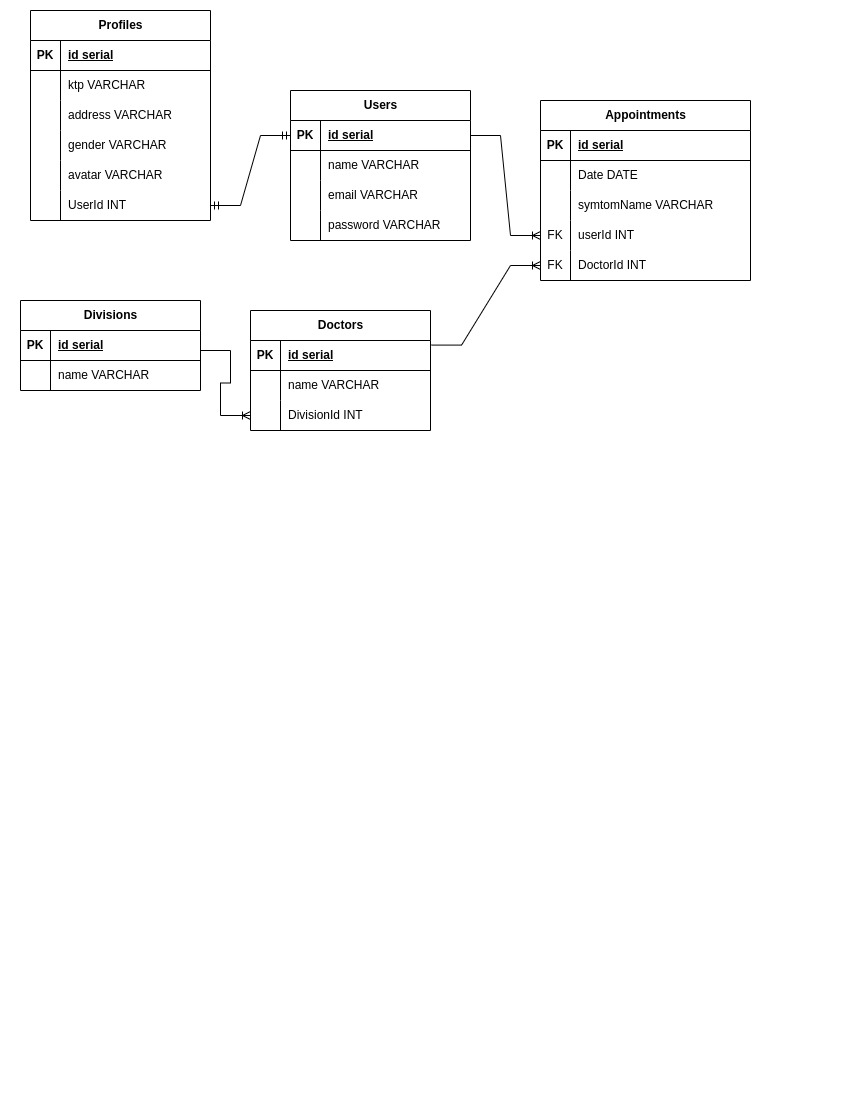 Profiles
PK id serial
ktp VARCHAR
address VARCHAR
gender VARCHAR
avatar VARCHAR
UserId INT
Users
PK id serial
name VARCHAR
email VARCHAR
password VARCHAR
Appointments
PK id serial
Date DATE
symtomName VARCHAR
FK userId INT
FK DoctorId INT
Divisions
PK id serial
name VARCHAR
Doctors
PK id serial
name VARCHAR
DivisionId INT